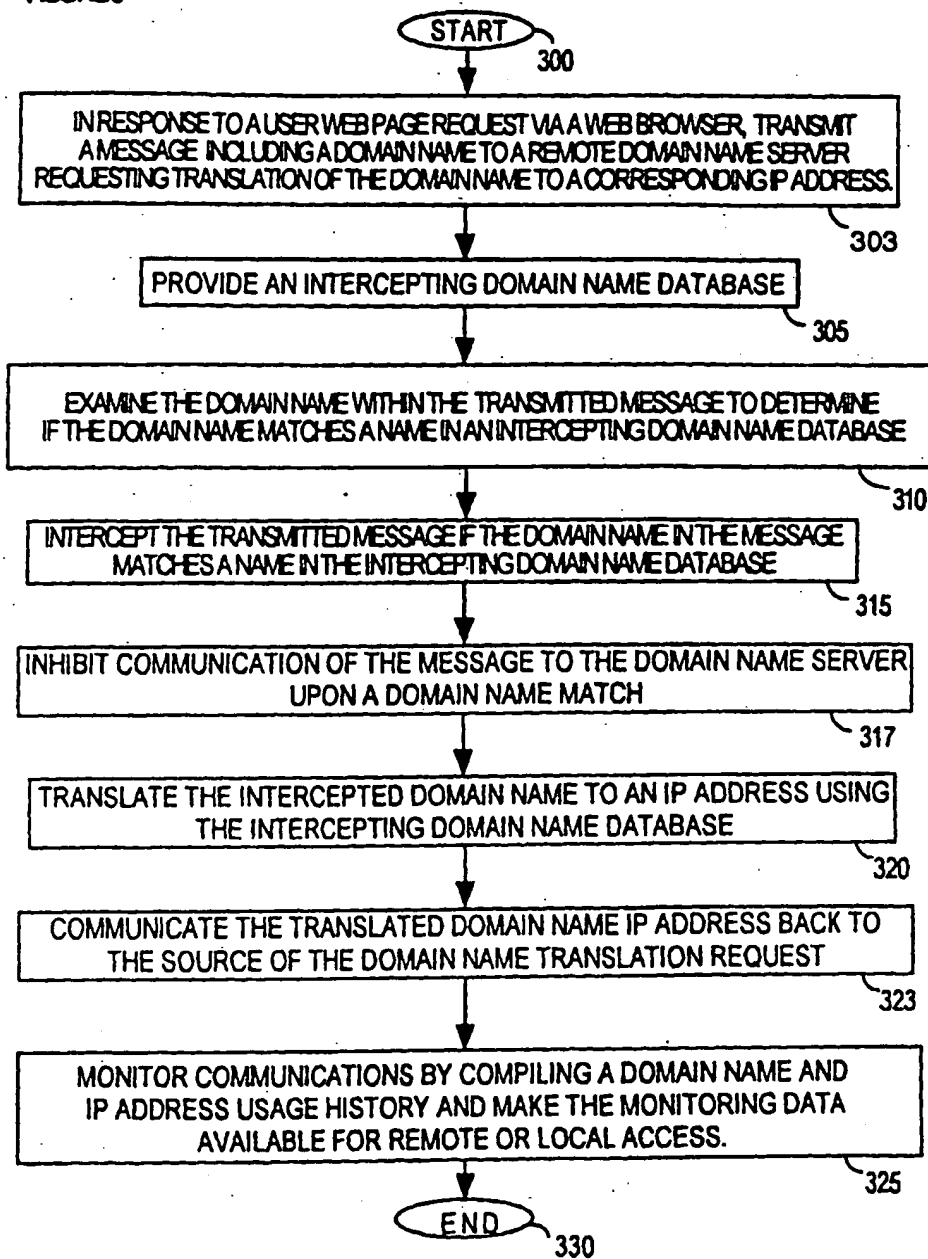 START
300
IN RESPONSE TO A USER WEB PAGE REQUEST VIA A WEB BROWSER, TRANSMIT
A MESSAGE INCLUDING A DOMAIN NAME TO A REMOTE DOMAIN NAME SERVER
REQUESTING TRANSLATION OF THE DOMAIN NAME TO A CORRESPONDING IP ADDRESS.
303
PROVIDE AN INTERCEPTING DOMAIN NAME DATABASE
305
EXAMINE THE DOMAIN NAME WITHIN THE TRANSMITTED MESSAGE TO DETERMINE
IF THE DOMAIN NAME MATCHES A NAME IN AN INTERCEPTING DOMAIN NAME DATABASE
310
INTERCEPT THE TRANSMITTED MESSAGE IF THE DOMAIN NAME IN THE MESSAGE
MATCHES A NAME IN THE INTERCEPTING DOMAIN NAME DATABASE
315
INHIBIT COMMUNICATION OF THE MESSAGE TO THE DOMAIN NAME SERVER
UPON A DOMAIN NAME MATCH
317
TRANSLATE THE INTERCEPTED DOMAIN NAME TO AN IP ADDRESS USING
THE INTERCEPTING DOMAIN NAME DATABASE
320
COMMUNICATE THE TRANSLATED DOMAIN NAME IP ADDRESS BACK TO
THE SOURCE OF THE DOMAIN NAME TRANSLATION REQUEST
323
MONITOR COMMUNICATIONS BY COMPILING A DOMAIN NAME AND
IP ADDRESS USAGE HISTORY AND MAKE THE MONITORING DATA
AVAILABLE FOR REMOTE OR LOCAL ACCESS.
325
END
330